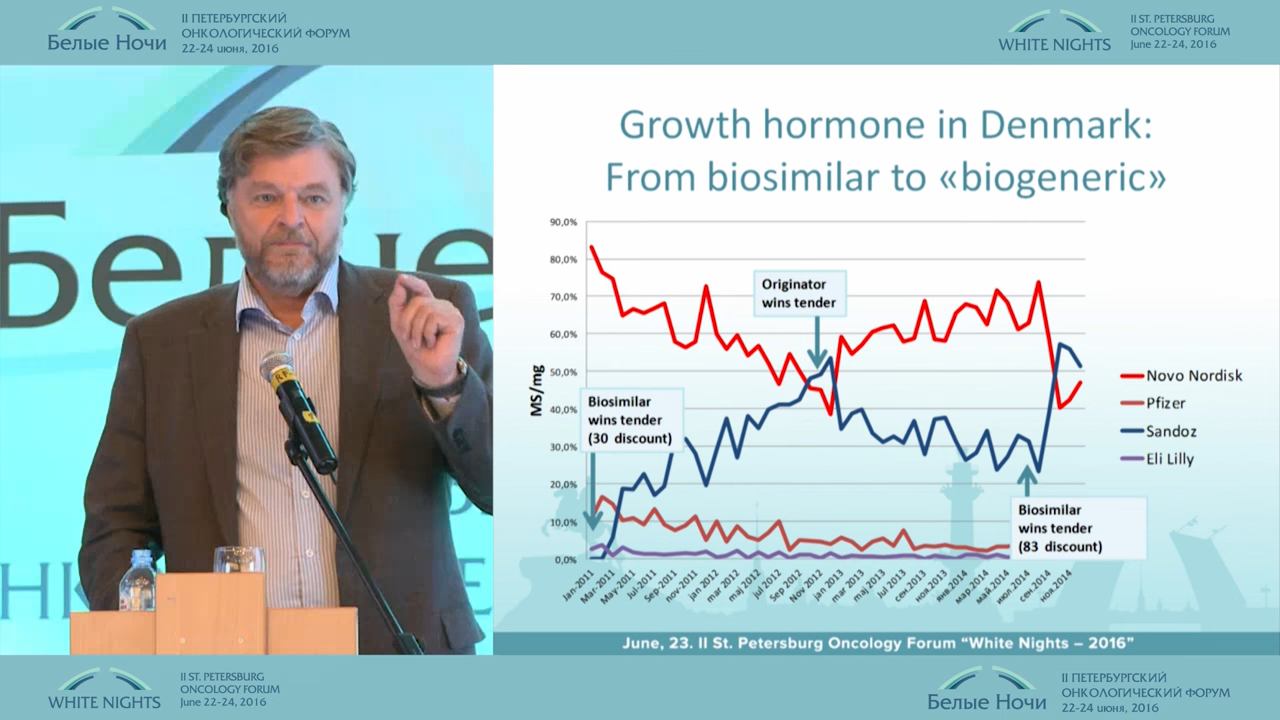 Белые Ночи
II ПЕТЕРБУРГСКИЙ
ОНКОЛОГИЧЕСКИЙ ФОРУМ
22-24 июня, 2016
WHITE NIGHTS
II ST. PETERSBURG
ONCOLOGY FORUM
June 22-24, 2016
Growth hormone in Denmark:
From biosimilar to «biogeneric»
90,0%
80,0%
70,0%
60,0%
50,0%
40,0%
30,0%
20,0%
10,0%
0,0%
MS/mg
Originator
wins tender
Biosimilar
wins tender
(30 discount)
Biosimilar
wins tender
(83 discount)
Novo Nordisk
Pfizer
Sandoz
Eli Lilly
Jan-2011
Mar-2011
May-2011
Jul-2011
Sep-2011
nov-2011
jan 2012
mar 2012
maj 2012
jul 2012
Sep 2012
Nov 2012
jan 2013
mar 2013
maj 2013
Jul 2013
сен.2013
ноя.2013
янв.2014
мар.2014
май.2014
июл.2014
сен.2014
ноя.2014
June, 23. II St. Petersburg Oncology Forum “White Nights – 2016”
WHITE NIGHTS
II ST. PETERSBURG
ONCOLOGY FORUM
June 22-24, 2016
Белые Ночи
II ПЕТЕРБУРГСКИЙ
ОНКОЛОГИЧЕСКИЙ ФОРУМ
22-24 июня, 2016